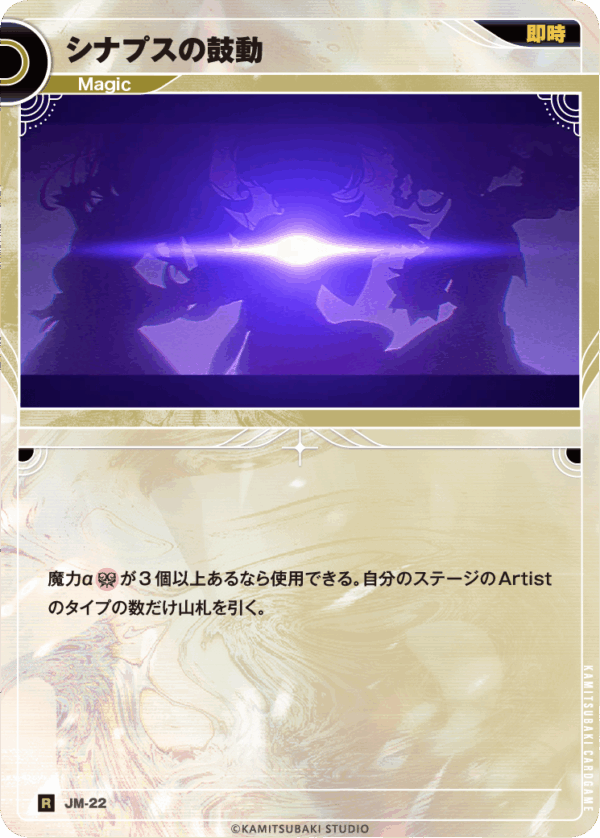 シナプスの鼓動
即時
Magic
魔力α が3個以上あるなら使用できる。自分のステージのArtist
のタイプの数だけ山札を引く。
KAMITSUBAKI CARDGAME
R JM-22
©KAMITSUBAKI STUDIO